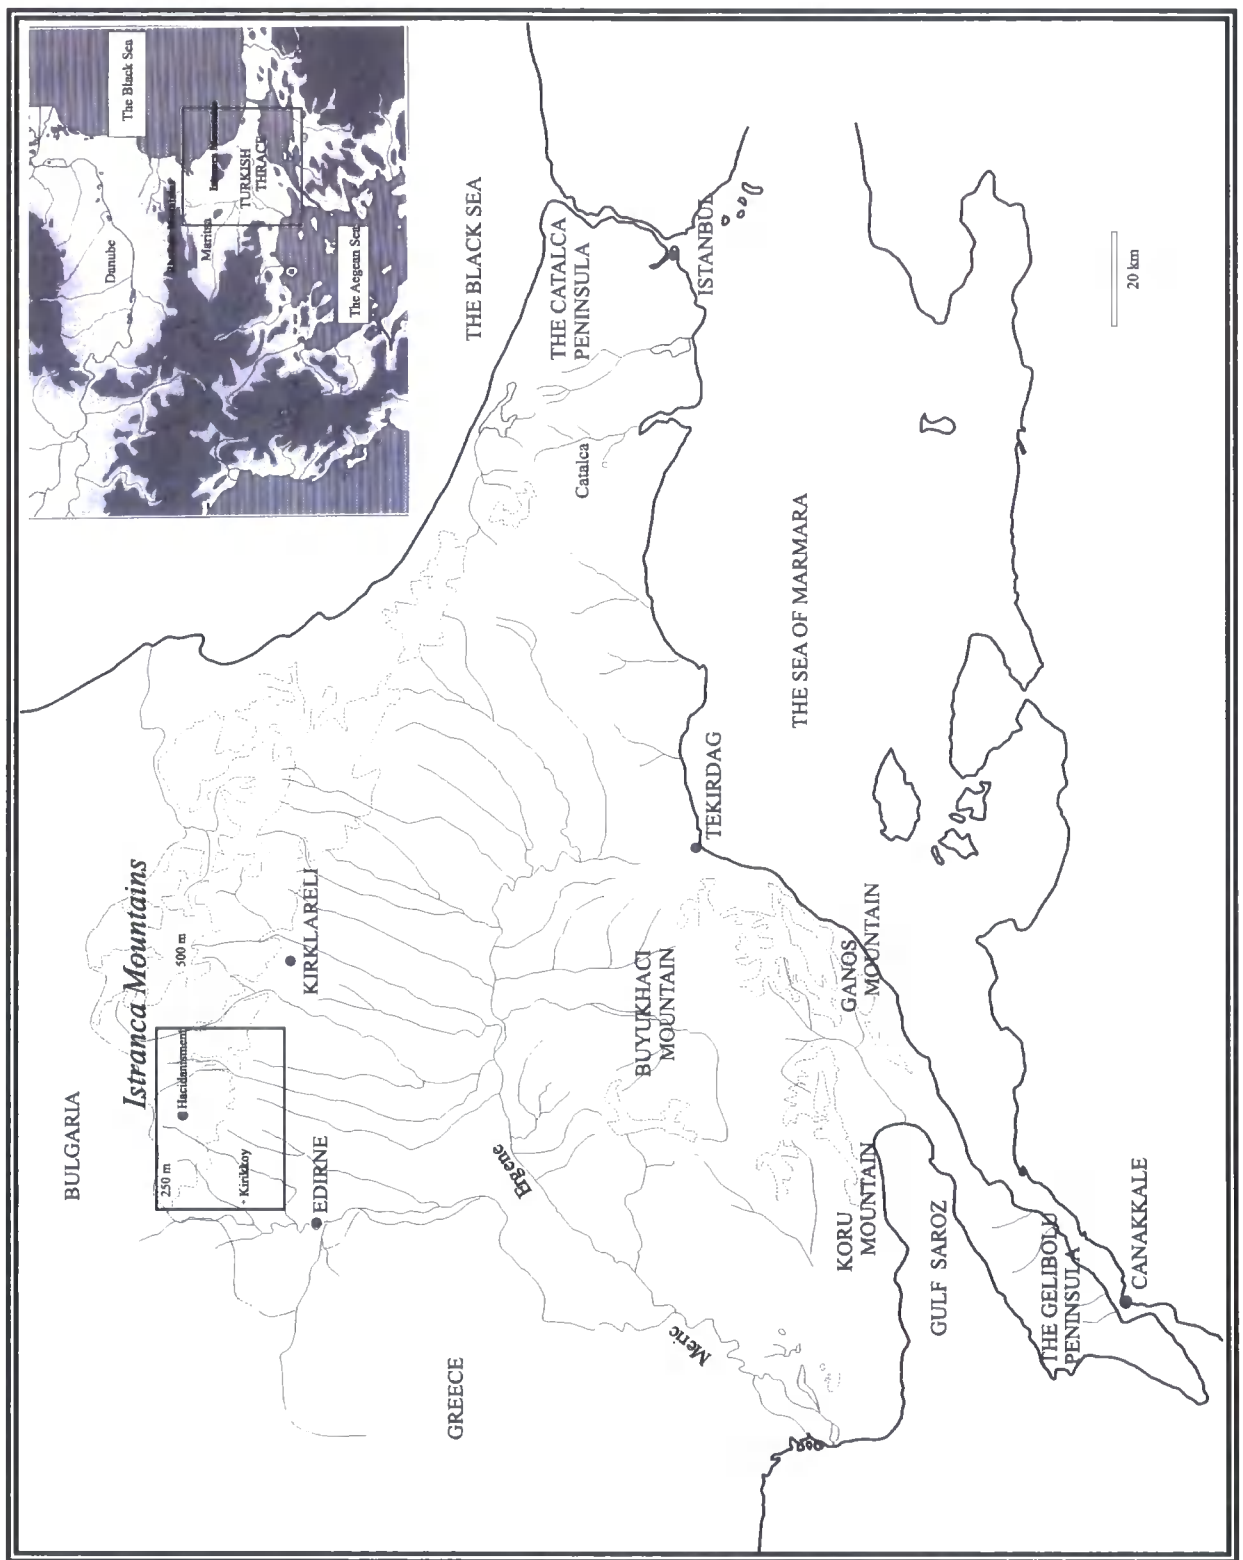 The Black Sea
Danube
Maritsa
TURKISH
THRACE
The Aegean Sea
BULGARIA
Istranca Mountains
250 m
Hacidanisment
500 m
Kirikkoy
KIRKLARELI
EDIRNE
GREECE
THE BLACK SEA
Ergene
THE CATALCA
PENINSULA
Catalca
BUYUKHACI
MOUNTAIN
Meric
ISTANBUL
TEKIRDAG
THE SEA OF MARMARA
KORU
MOUNTAIN
GANOS
MOUNTAIN
GULF SAROZ
THE GELIBOLU
PENINSULA
CANAKKALE
20 km